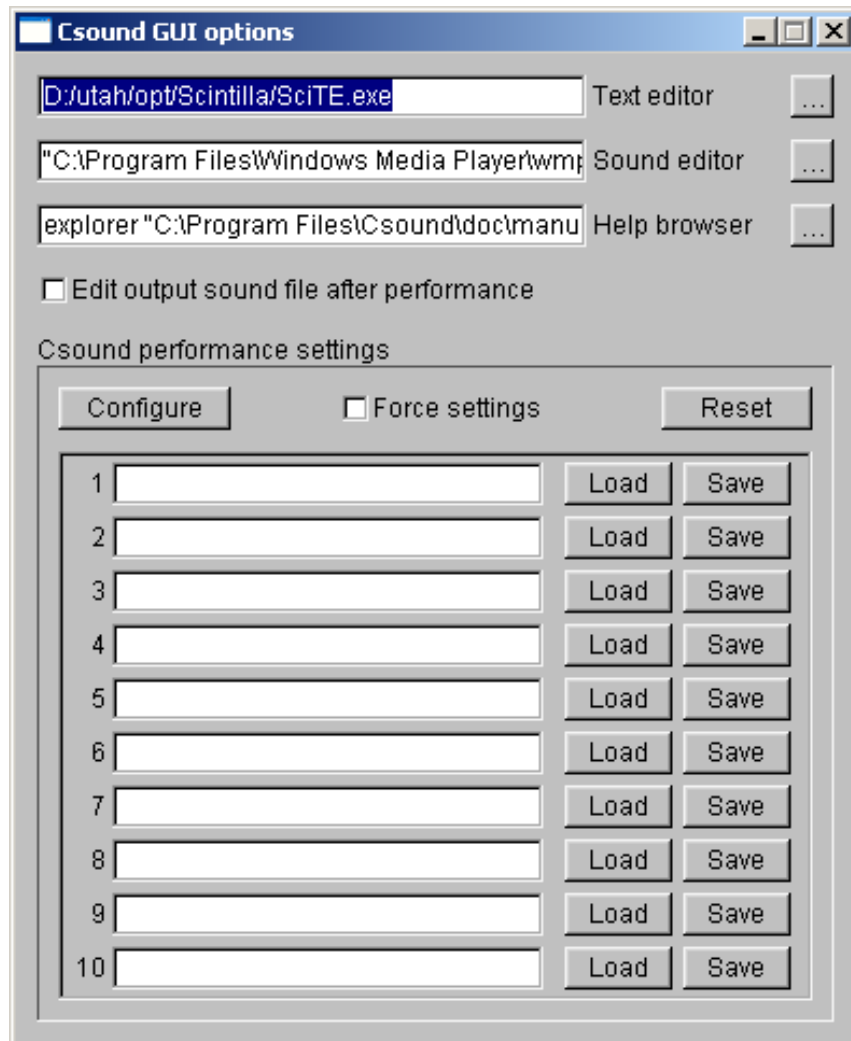 Csound GUI options
D:/utah/opt/Scintilla/SciTE.exe Text editor ...
"C:\Program Files\Windows Media Player\wmp Sound editor ...
explorer "C:\Program Files\Csound\doc\manu Help browser ...
Edit output sound file after performance
Csound performance settings
Configure Force settings Reset
1 Load Save
2 Load Save
3 Load Save
4 Load Save
5 Load Save
6 Load Save
7 Load Save
8 Load Save
9 Load Save
10 Load Save